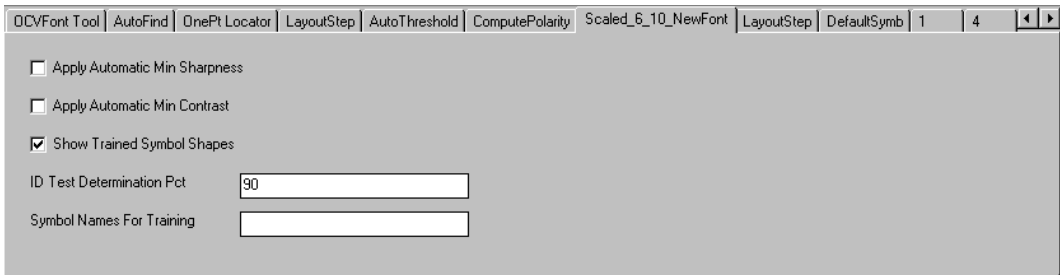 OCVFont Tool AutoFind OnePt Locator LayoutStep AutoThreshold ComputePolarity Scaled_6_10_NewFont LayoutStep DefaultSymb 1 4
Apply Automatic Min Sharpness
Apply Automatic Min Contrast
Show Trained Symbol Shapes
ID Test Determination Pct 90
Symbol Names For Training